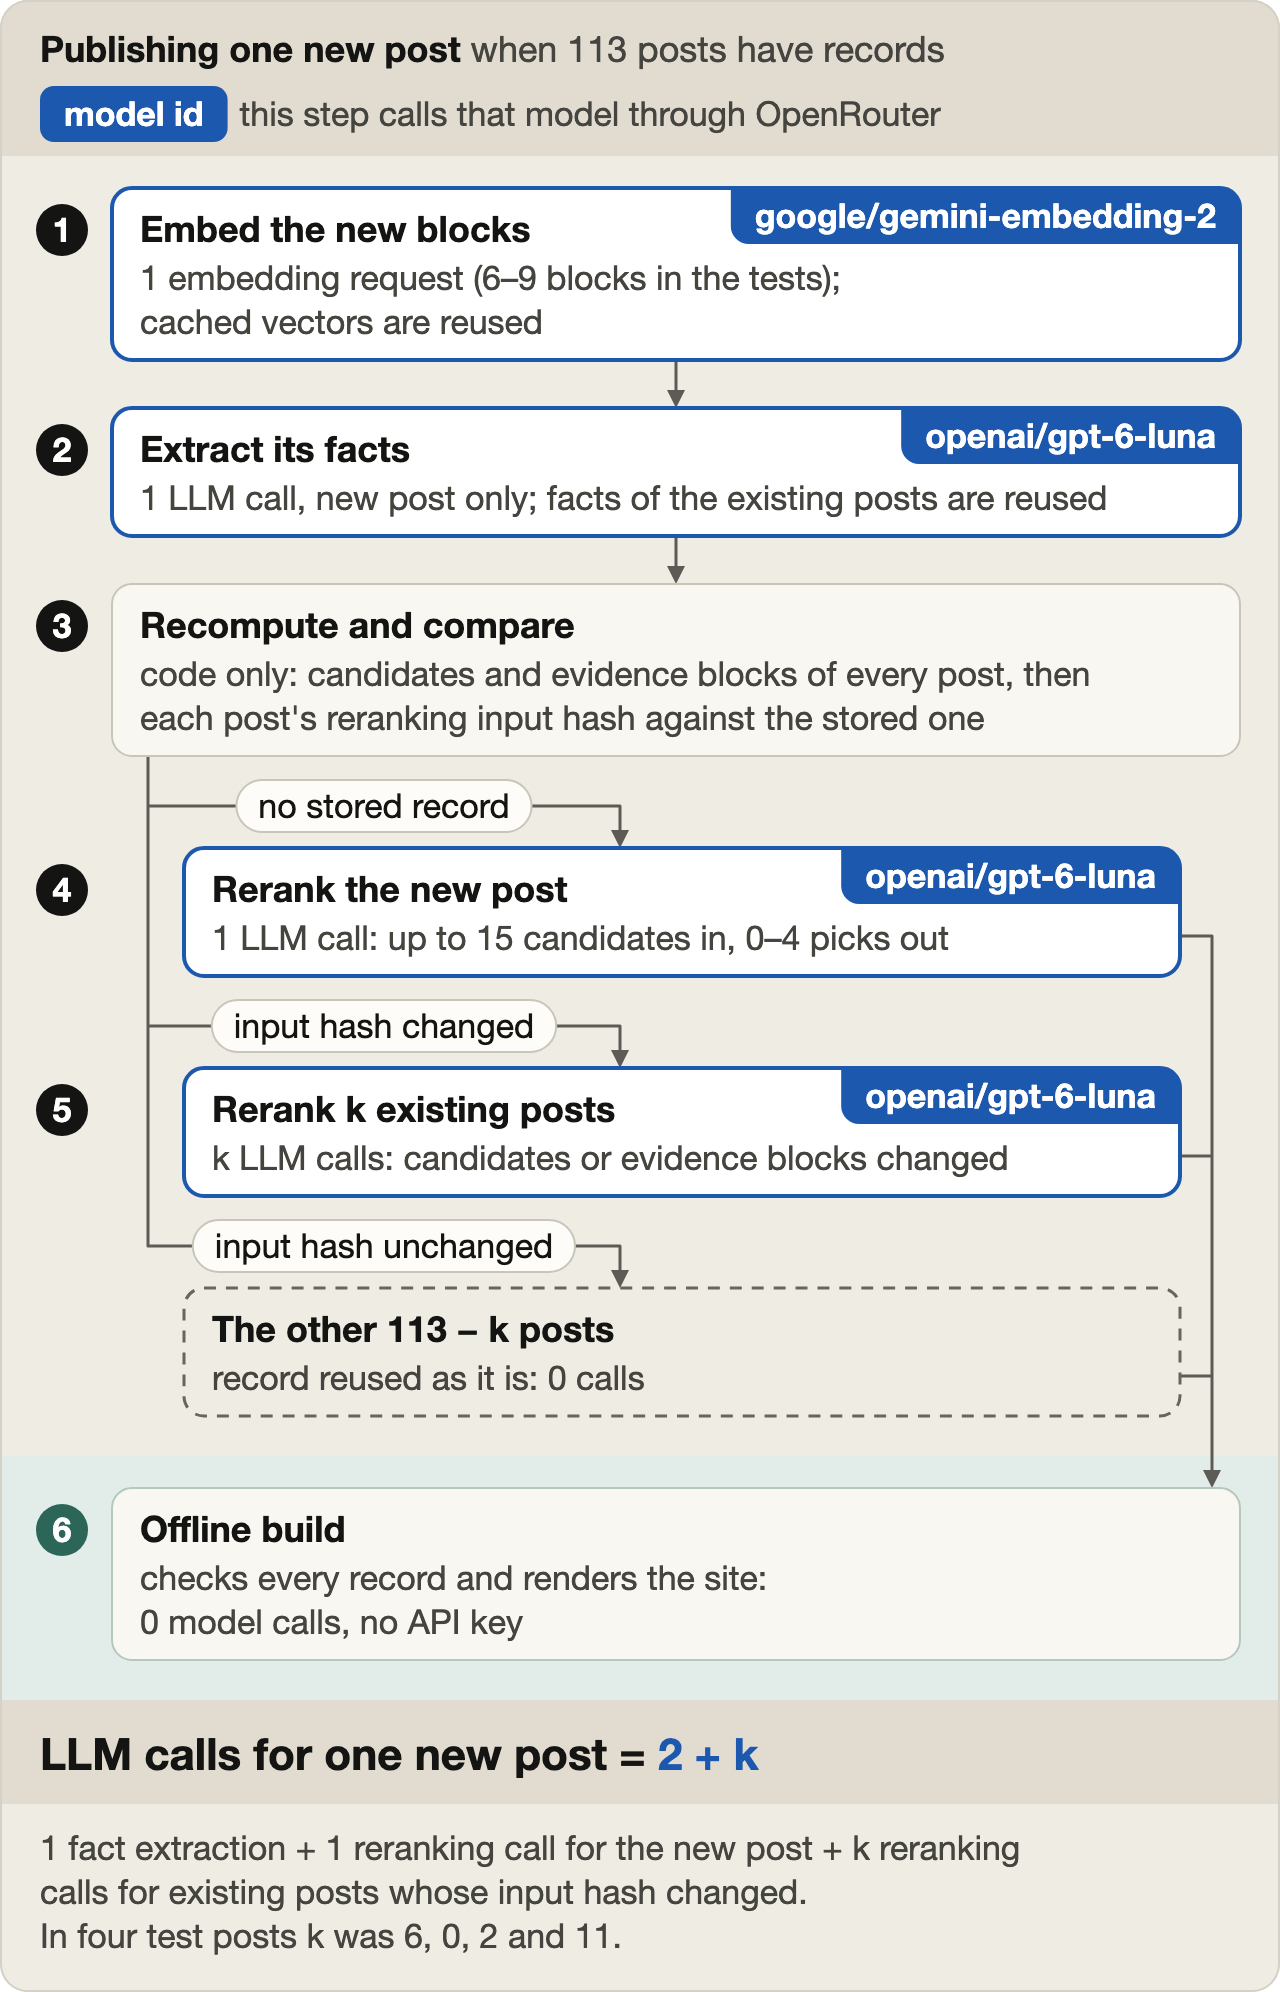 Publishing one new post when 113 posts have records
model id this step calls that model through OpenRouter
1
Embed the new blocks
google/gemini-embedding-2
1 embedding request (6–9 blocks in the tests);
cached vectors are reused
2
Extract its facts
openai/gpt-6-luna
1 LLM call, new post only; facts of the existing posts are reused
3
Recompute and compare
code only: candidates and evidence blocks of every post, then
each post's reranking input hash against the stored one
no stored record
4
Rerank the new post
openai/gpt-6-luna
1 LLM call: up to 15 candidates in, 0–4 picks out
input hash changed
5
Rerank k existing posts
openai/gpt-6-luna
k LLM calls: candidates or evidence blocks changed
input hash unchanged
The other 113 – k posts
record reused as it is: 0 calls
6
Offline build
checks every record and renders the site:
0 model calls, no API key
LLM calls for one new post = 2 + k
1 fact extraction + 1 reranking call for the new post + k reranking
calls for existing posts whose input hash changed.
In four test posts k was 6, 0, 2 and 11.